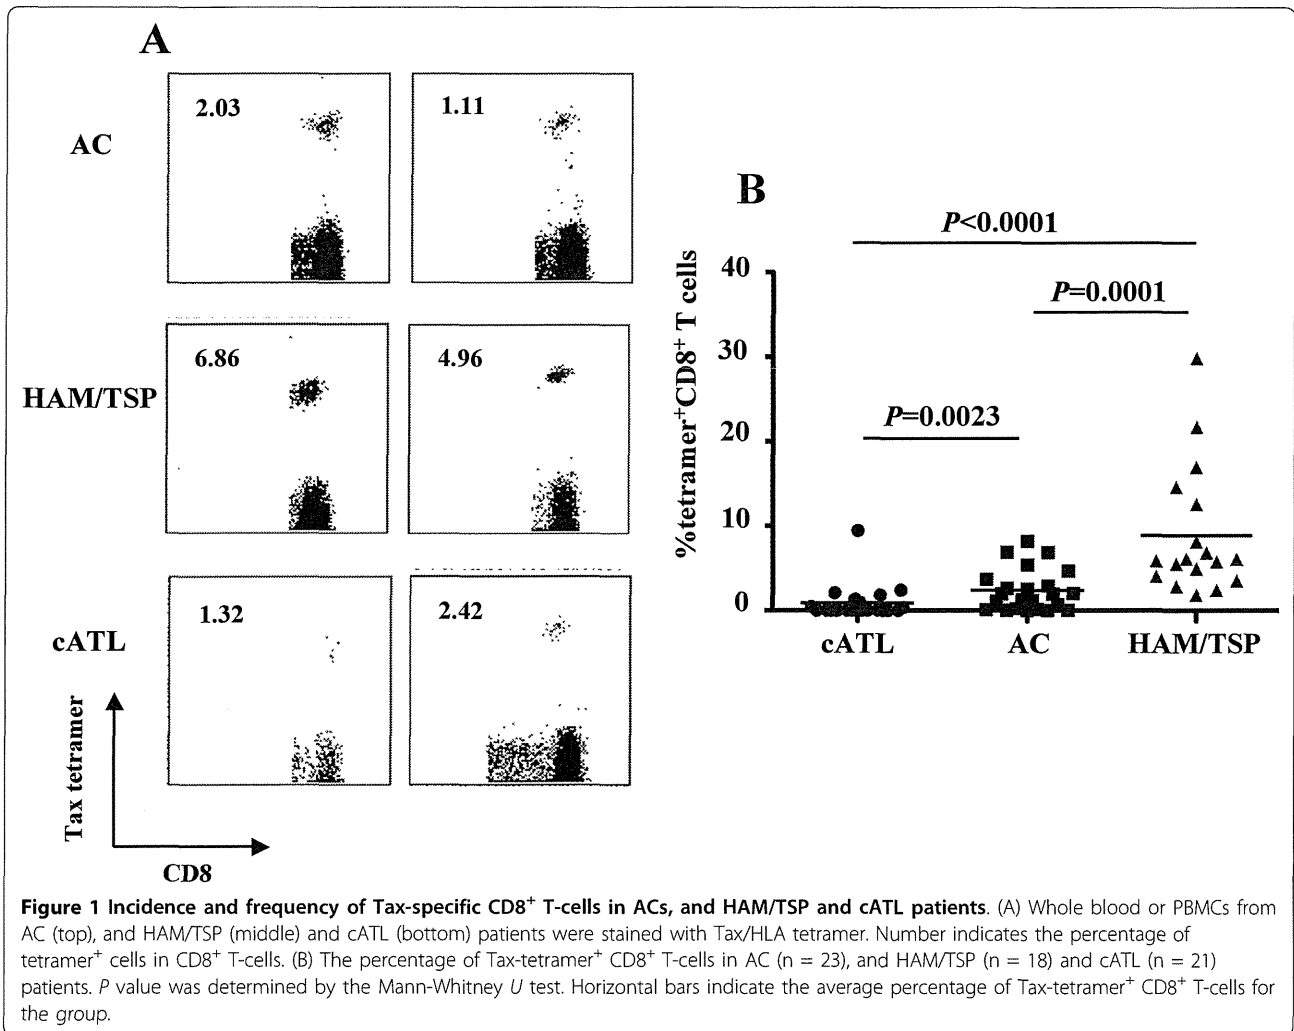 A
AC
2.03
1.11
HAM/TSP
6.86
4.96
cATL
1.32
2.42
Tax tetramer
CD8
B
P<0.0001
P=0.0001
P=0.0023
%tetramer⁺CD8⁺ T cells
40
30
20
10
0
cATL
AC
HAM/TSP
Figure 1 Incidence and frequency of Tax-specific CD8⁺ T-cells in ACs, and HAM/TSP and cATL patients. (A) Whole blood or PBMCs from
AC (top), and HAM/TSP (middle) and cATL (bottom) patients were stained with Tax/HLA tetramer. Number indicates the percentage of
tetramer⁺ cells in CD8⁺ T-cells. (B) The percentage of Tax-tetramer⁺ CD8⁺ T-cells in AC (n = 23), and HAM/TSP (n = 18) and cATL (n = 21)
patients. P value was determined by the Mann-Whitney U test. Horizontal bars indicate the average percentage of Tax-tetramer⁺ CD8⁺ T-cells for
the group.